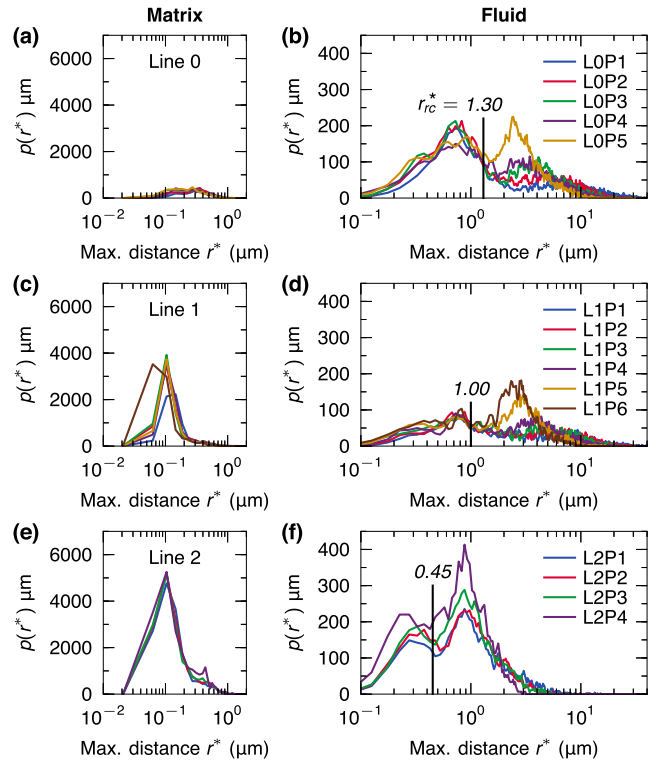 Matrix
Fluid
(a)
Line 0
6000
4000
2000
0
p(r*) μm
10⁻² 10⁻¹ 10⁰
Max. distance r* (μm)
(b)
r*rc = 1.30
L0P1
L0P2
L0P3
L0P4
L0P5
400
300
200
100
0
p(r*) μm
10⁻¹ 10⁰ 10¹
Max. distance r* (μm)
(c)
Line 1
6000
4000
2000
0
p(r*) μm
10⁻² 10⁻¹ 10⁰
Max. distance r* (μm)
(d)
1.00
L1P1
L1P2
L1P3
L1P4
L1P5
L1P6
400
300
200
100
0
p(r*) μm
10⁻¹ 10⁰ 10¹
Max. distance r* (μm)
(e)
Line 2
6000
4000
2000
0
p(r*) μm
10⁻² 10⁻¹ 10⁰
Max. distance r* (μm)
(f)
0.45
L2P1
L2P2
L2P3
L2P4
400
300
200
100
0
p(r*) μm
10⁻¹ 10⁰ 10¹
Max. distance r* (μm)